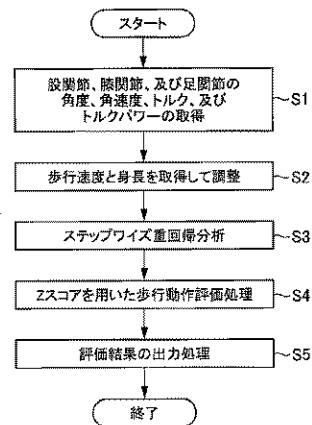 スタート
股関節、膝関節、及び足関節の
角度、角速度、トルク、及び
トルクパワーの取得
S1
歩行速度と身長を取得して調整
S2
ステップワイズ重回帰分析
S3
Zスコアを用いた歩行動作評価処理
S4
評価結果の出力処理
S5
終了